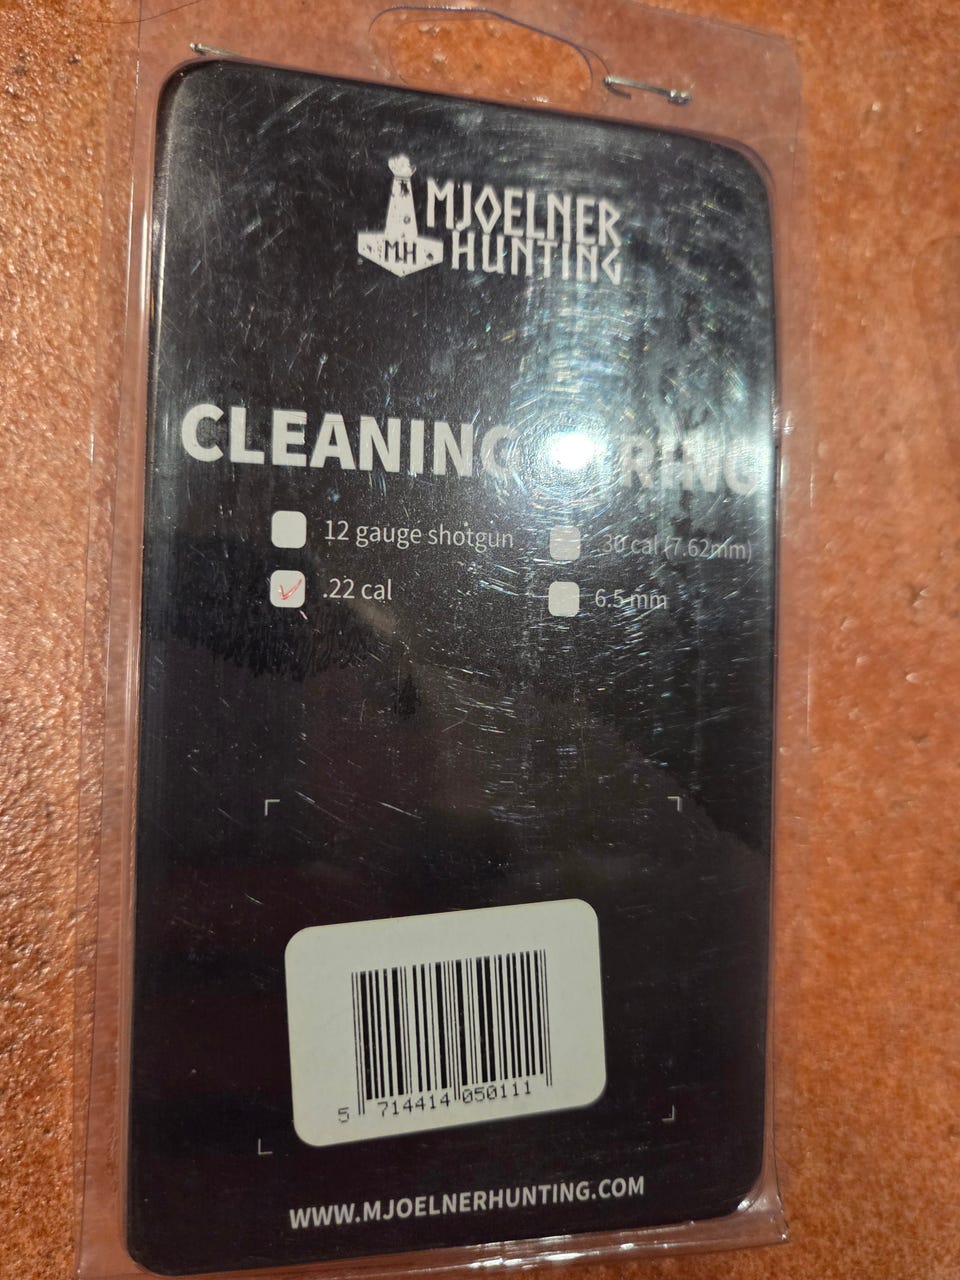 MJOELNER
HUNTING
MH
CLEANING RING
12 gauge shotgun
30 cal (7.62mm)
.22 cal
6.5 mm
5 714414 050111
WWW.MJOELNERHUNTING.COM